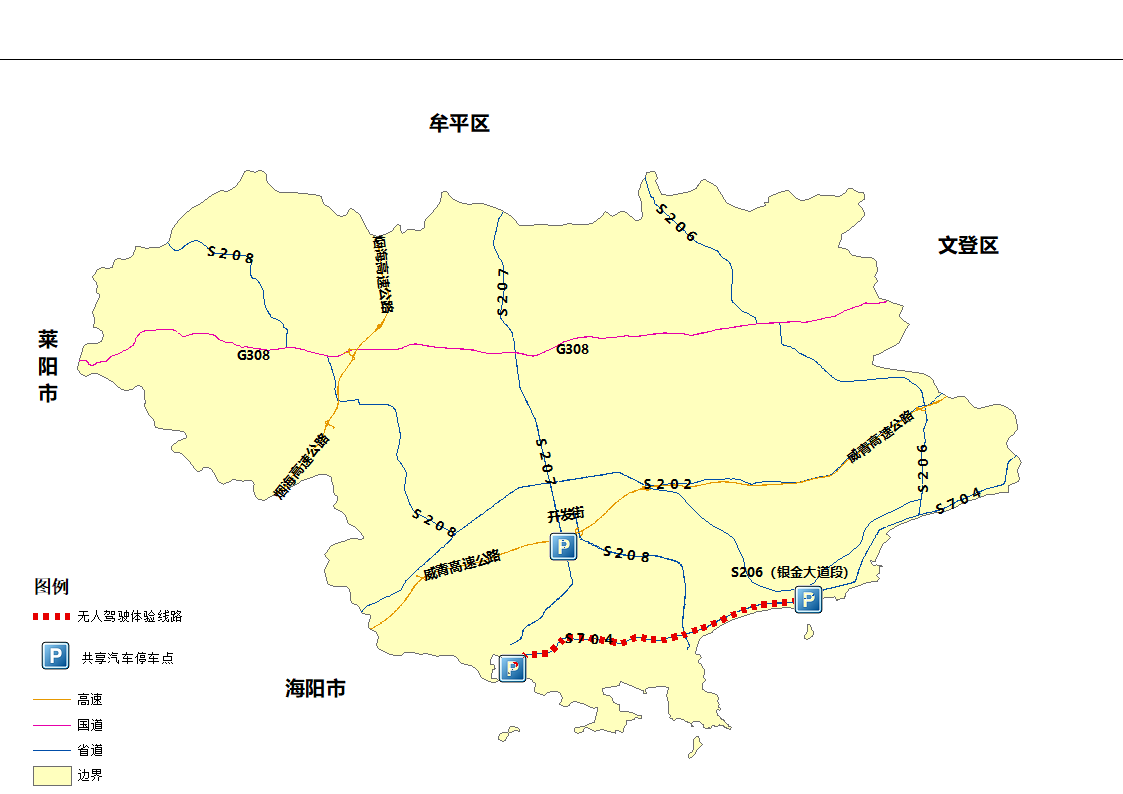 牟平区
文登区
莱阳市
海阳市
S208
烟海高速公路
S207
S206
G308
G308
烟海高速公路
S207
威青高速公路
S206
S202
S704
S208
开发街
S208
威青高速公路
P
S206（银金大道段）
P
S704
P
图例
无人驾驶体验线路
P 共享汽车停车点
高速
国道
省道
边界